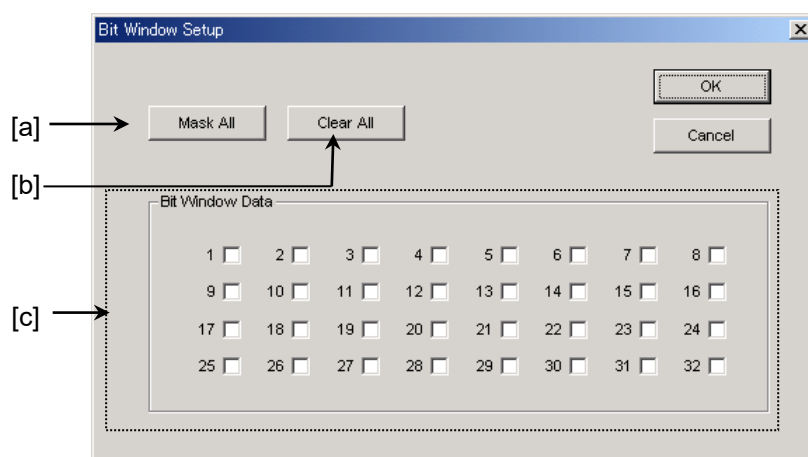 Bit Window Setup
OK
[a] Mask All Clear All
Cancel
[b]
Bit Window Data
1 2 3 4 5 6 7 8
9 10 11 12 13 14 15 16
[c]
17 18 19 20 21 22 23 24
25 26 27 28 29 30 31 32